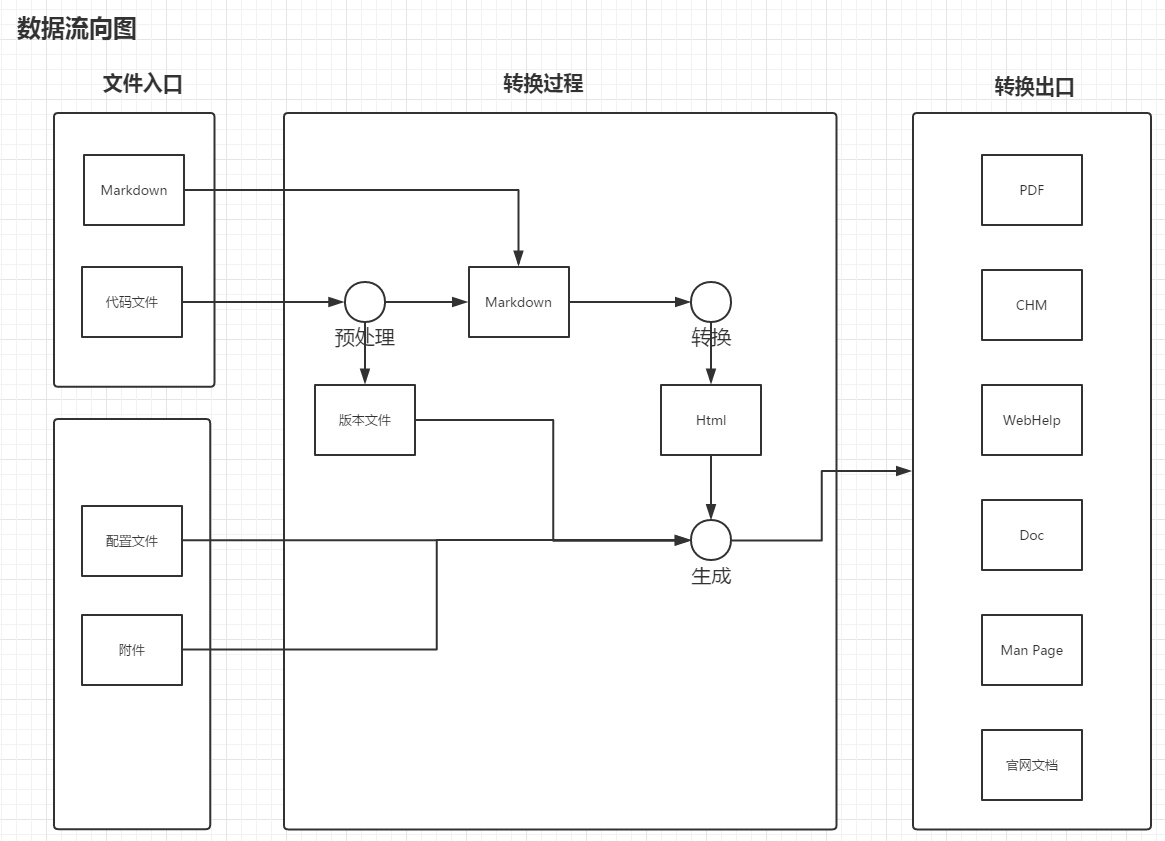 数据流向图
文件入口
转换过程
转换出口
Markdown
代码文件
配置文件
附件
预处理
Markdown
转换
版本文件
Html
生成
PDF
CHM
WebHelp
Doc
Man Page
官网文档